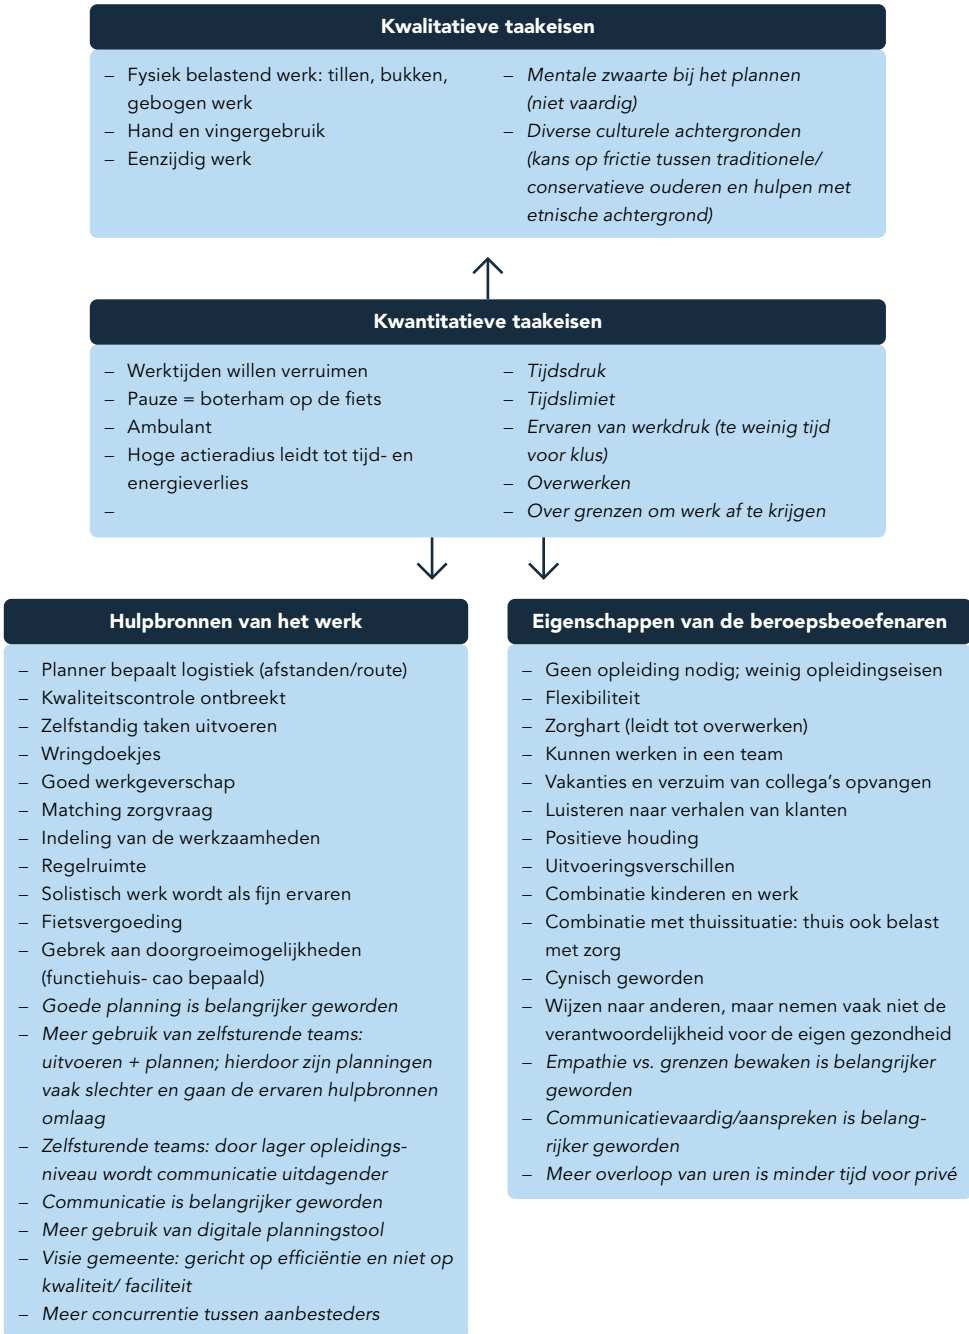 Kwalitatieve taakeisen
– Fysiek belastend werk: tillen, bukken,
gebogen werk
– Hand en vingergebruik
– Eenzijdig werk
– Mentale zwaarte bij het plannen
(niet vaardig)
– Diverse culturele achtergronden
(kans op frictie tussen traditionele/
conservatieve ouderen en hulpen met
etnische achtergrond)
Kwantitatieve taakeisen
– Werktijden willen verruimen
– Pauze = boterham op de fiets
– Ambulant
– Hoge actieradius leidt tot tijd- en
energieverlies
–
– Tijdsdruk
– Tijdslimiet
– Ervaren van werkdruk (te weinig tijd
voor klus)
– Overwerken
– Over grenzen om werk af te krijgen
Hulpbronnen van het werk
– Planner bepaalt logistiek (afstanden/route)
– Kwaliteitscontrole ontbreekt
– Zelfstandig taken uitvoeren
– Wringdoekjes
– Goed werkgeverschap
– Matching zorgvraag
– Indeling van de werkzaamheden
– Regelruimte
– Solistisch werk wordt als fijn ervaren
– Fietsvergoeding
– Gebrek aan doorgroeimogelijkheden
(functiehuis- cao bepaald)
– Goede planning is belangrijker geworden
– Meer gebruik van zelfsturende teams:
uitvoeren + plannen; hierdoor zijn planningen
vaak slechter en gaan de ervaren hulpbronnen
omlaag
– Zelfsturende teams: door lager opleidings-
niveau wordt communicatie uitdagender
– Communicatie is belangrijker geworden
– Meer gebruik van digitale planningstool
– Visie gemeente: gericht op efficiëntie en niet op
kwaliteit/ faciliteit
– Meer concurrentie tussen aanbesteders
Eigenschappen van de beroepsbeoefenaren
– Geen opleiding nodig; weinig opleidingseisen
– Flexibiliteit
– Zorghart (leidt tot overwerken)
– Kunnen werken in een team
– Vakanties en verzuim van collega's opvangen
– Luisteren naar verhalen van klanten
– Positieve houding
– Uitvoeringsverschillen
– Combinatie kinderen en werk
– Combinatie met thuissituatie: thuis ook belast
met zorg
– Cynisch geworden
– Wijzen naar anderen, maar nemen vaak niet de
verantwoordelijkheid voor de eigen gezondheid
– Empathie vs. grenzen bewaken is belangrijker
geworden
– Communicatievaardig/aanspreken is belang-
rijker geworden
– Meer overloop van uren is minder tijd voor privé